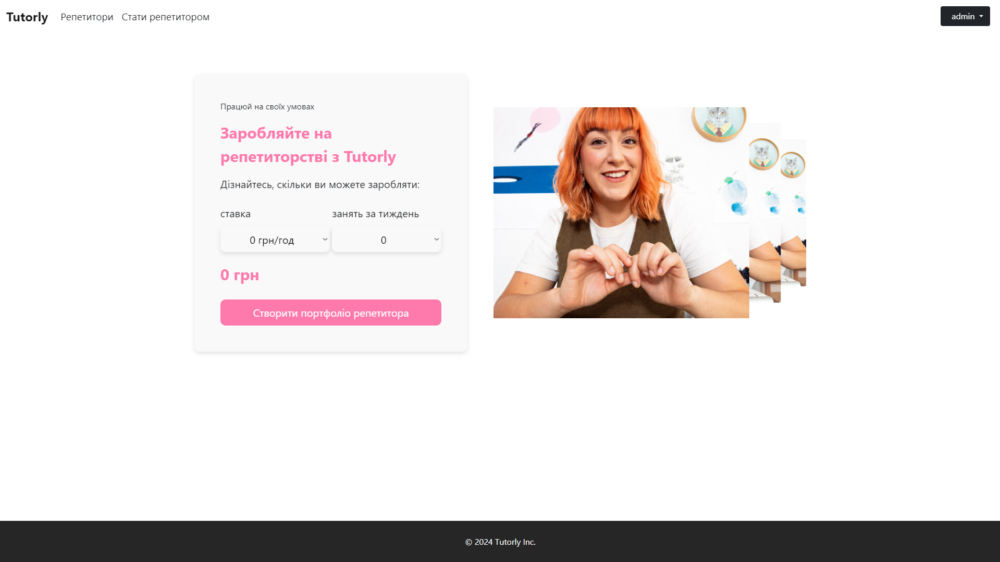 Tutorly Репетитори Стати репетитором admin
Працюй на своїх умовах
Заробляйте на
репетиторстві з Tutorly
Дізнайтесь, скільки ви можете заробляти:
ставка занять за тиждень
0 грн/год 0
0 грн
Створити портфоліо репетитора
© 2024 Tutorly Inc.